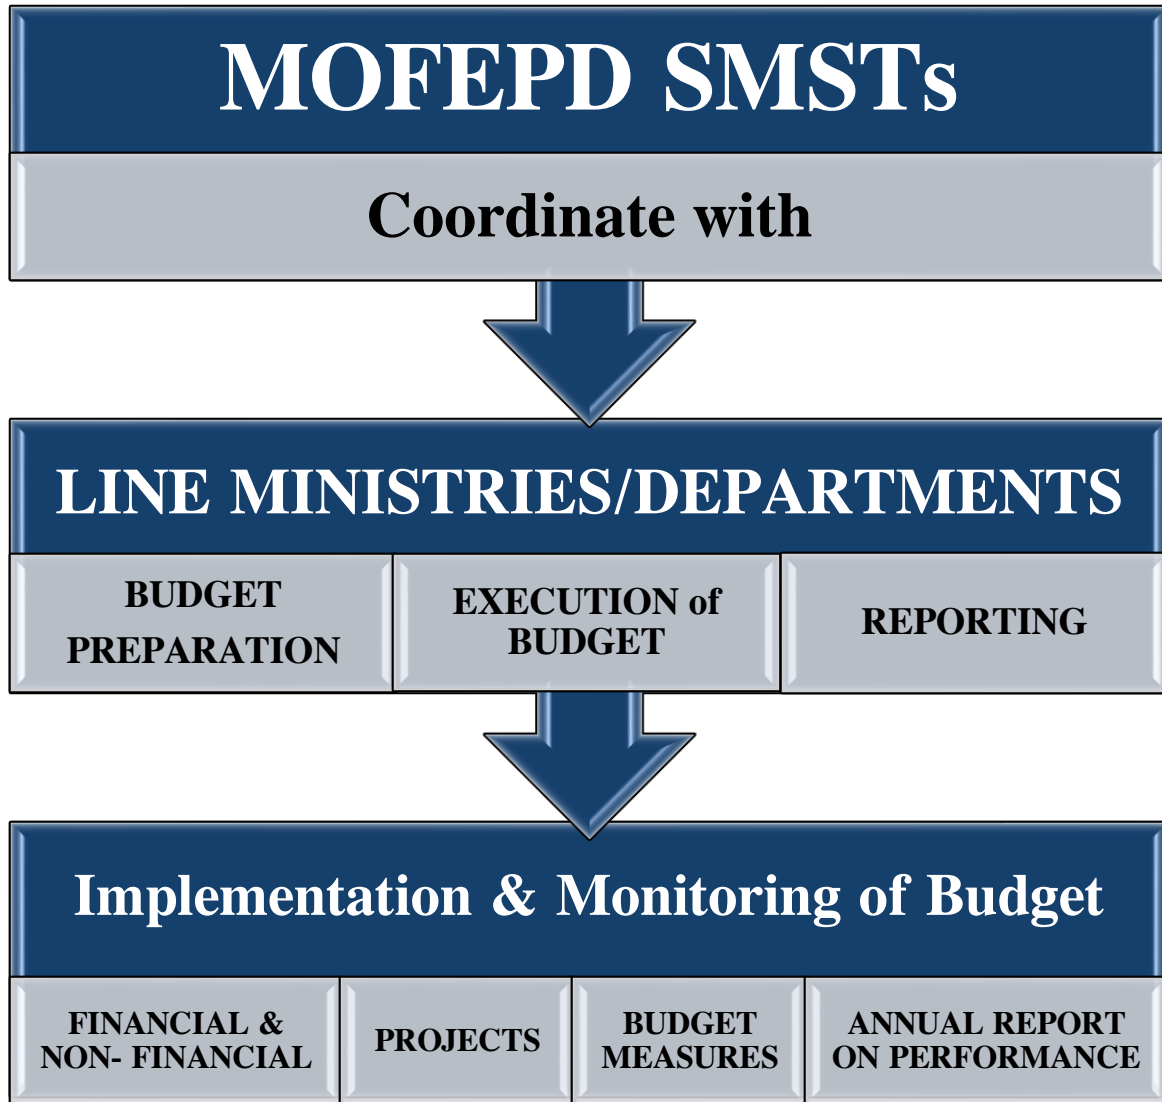 MOFEPD SMSTs
Coordinate with
LINE MINISTRIES/DEPARTMENTS
BUDGET
PREPARATION
EXECUTION of
BUDGET
REPORTING
Implementation & Monitoring of Budget
FINANCIAL &
NON- FINANCIAL
PROJECTS
BUDGET
MEASURES
ANNUAL REPORT
ON PERFORMANCE